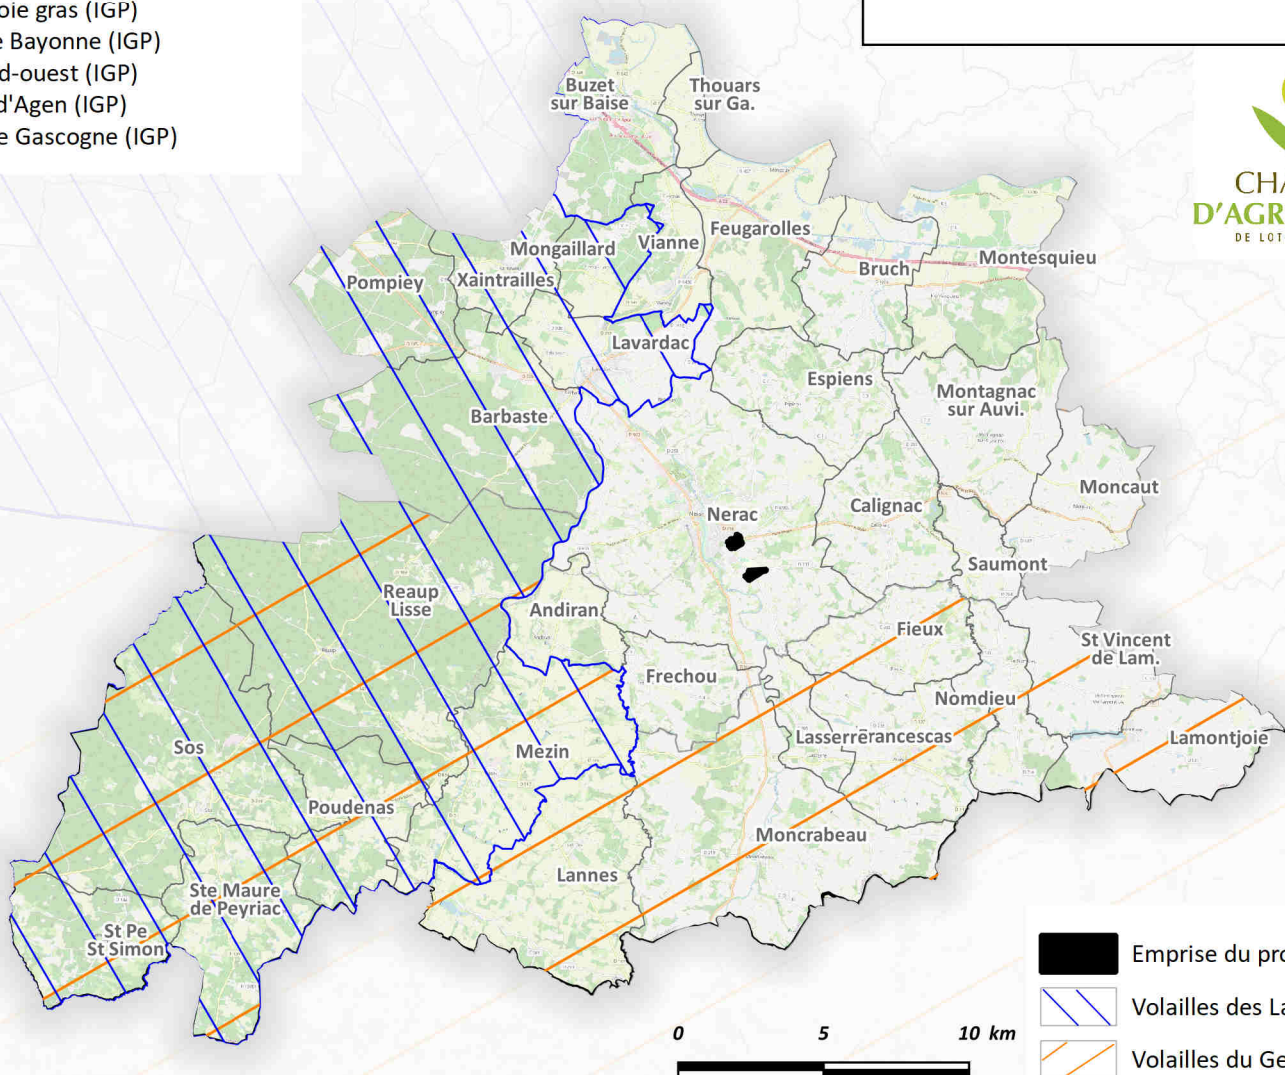 oie gras (IGP)
e Bayonne (IGP)
d-ouest (IGP)
d'Agen (IGP)
e Gascogne (IGP)
CHA
D'AGR
DE LOT
Buzet
sur Baise
Thouars
sur Ga.
Feugarolles
Mongaillard
Vianne
Montesquieu
Bruch
Pompiey
Xaintrailles
Lavardac
Espiens
Montagnac
sur Auvi.
Barbaste
Moncaut
Calignac
Nerac
Saumont
Reaup
Lisse
Andiran
Fieux
St Vincent
de Lam.
Frechou
Nomdieu
Lasserre
rancescas
Lamontjoie
Sos
Mezin
Poudenas
Moncrabeau
Lannes
Ste Maure
de Peyriac
St Pe
St Simon
Emprise du pro
Volailles des La
Volailles du Ge
0 5 10 km